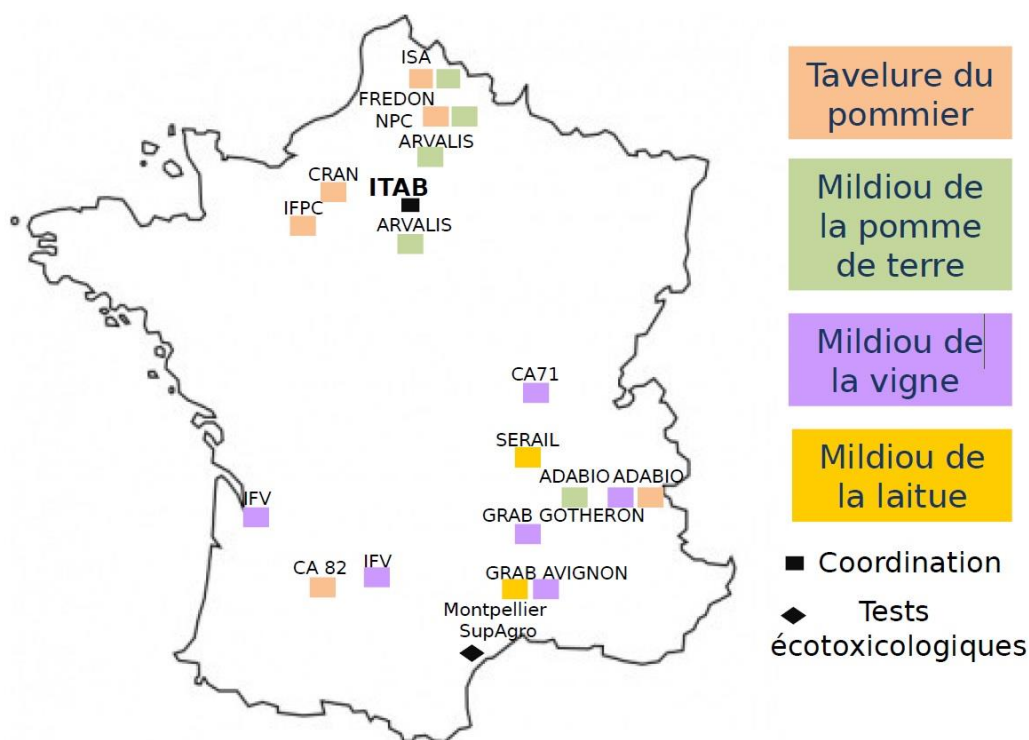 ISA
FREDON
NPC
ARVALIS
CRAN
ITAB
IFPC
ARVALIS
CA71
SERAIL
ADABIO ADABIO
IFV
GRAB GOTHERON
CA 82
IFV
GRAB AVIGNON
Montpellier
SupAgro
Tavelure du
pommier
Mildiou de
la pomme
de terre
Mildiou de
la vigne
Mildiou de
la laitue
Coordination
Tests
écotoxicologiques